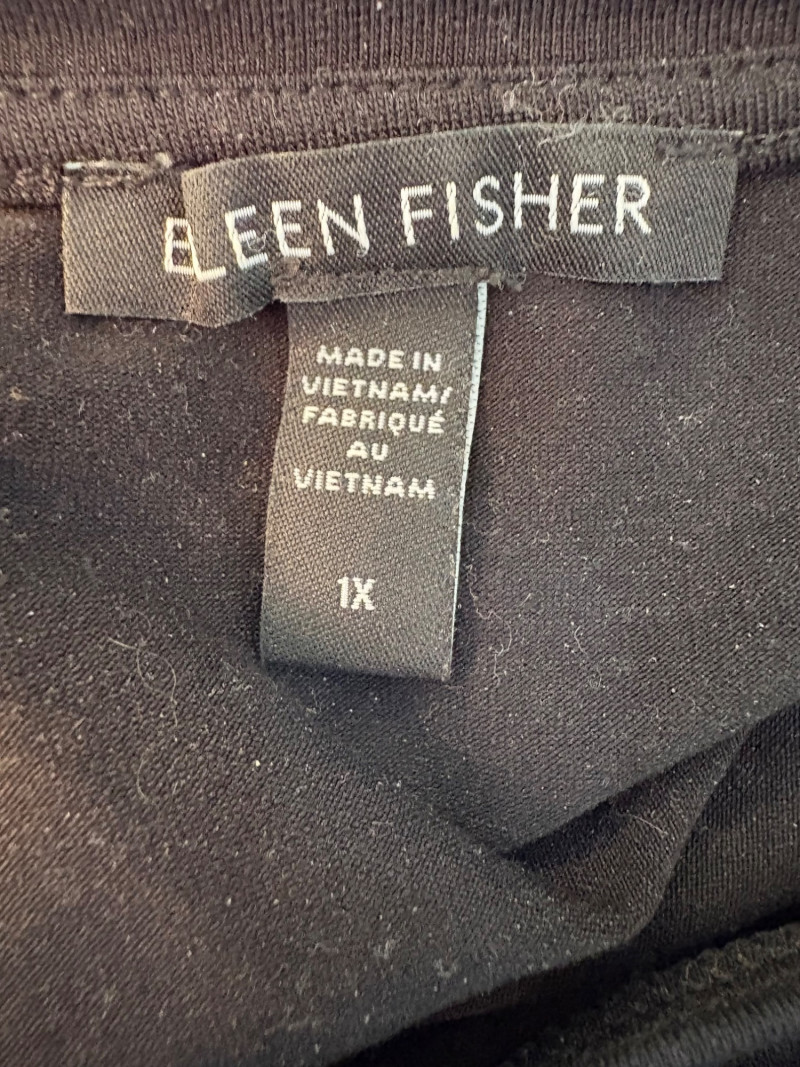 ELEEN FISHER
MADE IN
VIETNAM/
FABRIQUÉ
AU
VIETNAM
1X